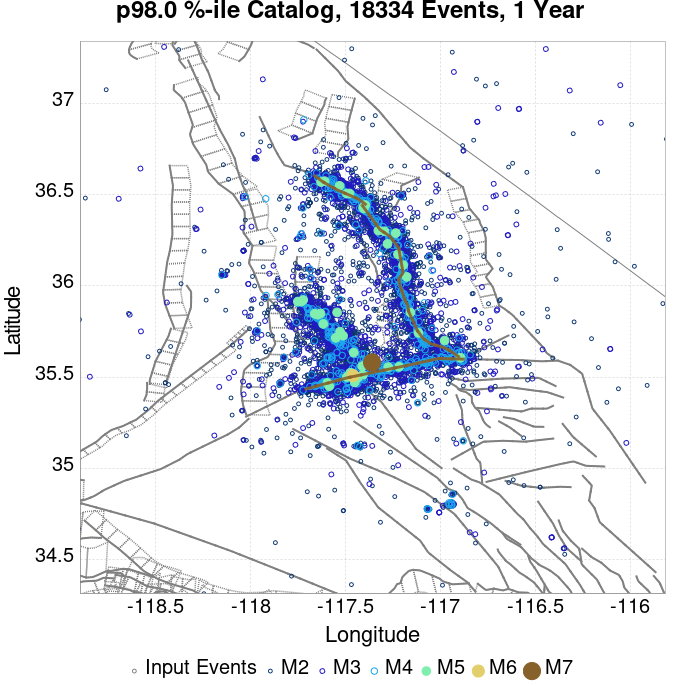 p98.0 %-ile Catalog, 18334 Events, 1 Year
37
36.5
36
35.5
35
34.5
Latitude
-118.5 -118 -117.5 -117 -116.5 -116
Longitude
Input Events M2 M3 M4 M5 M6 M7